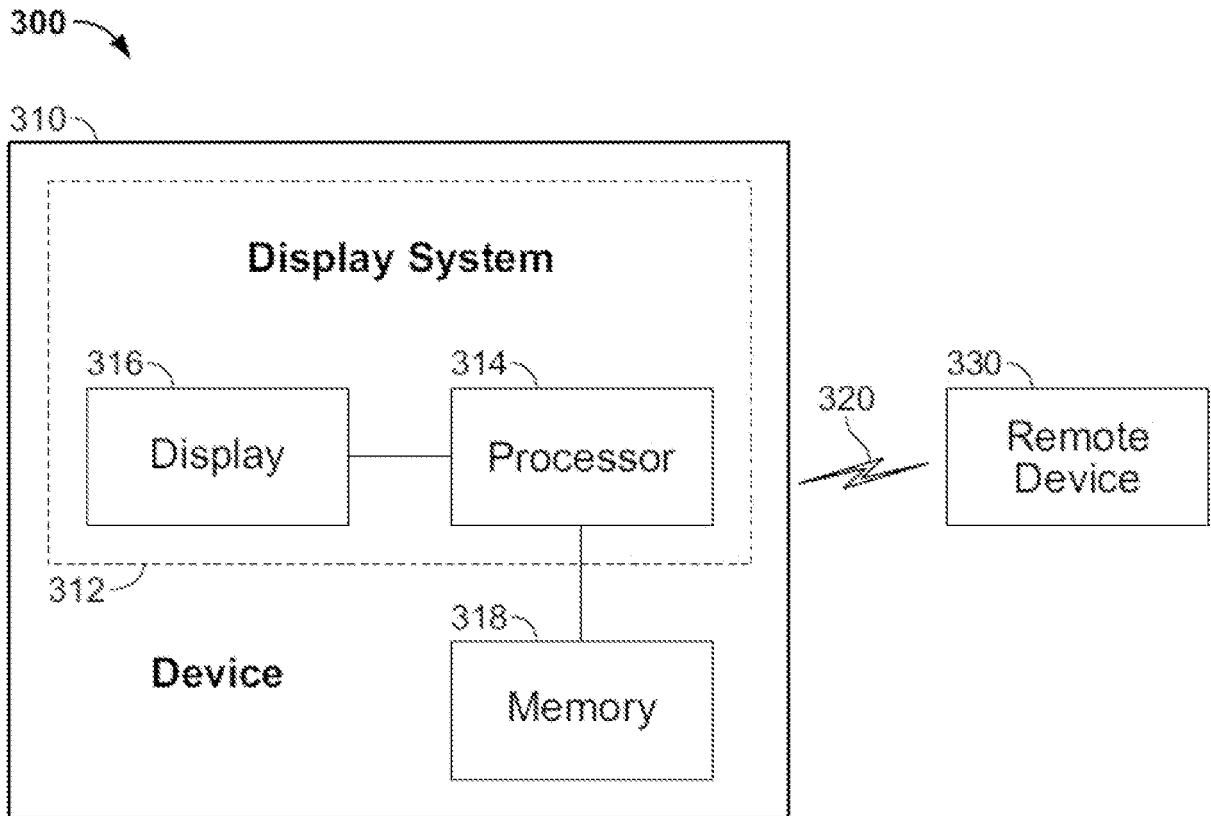 300
310
Display System
316
314
Display
Processor
320
330
Remote
Device
312
318
Device
Memory